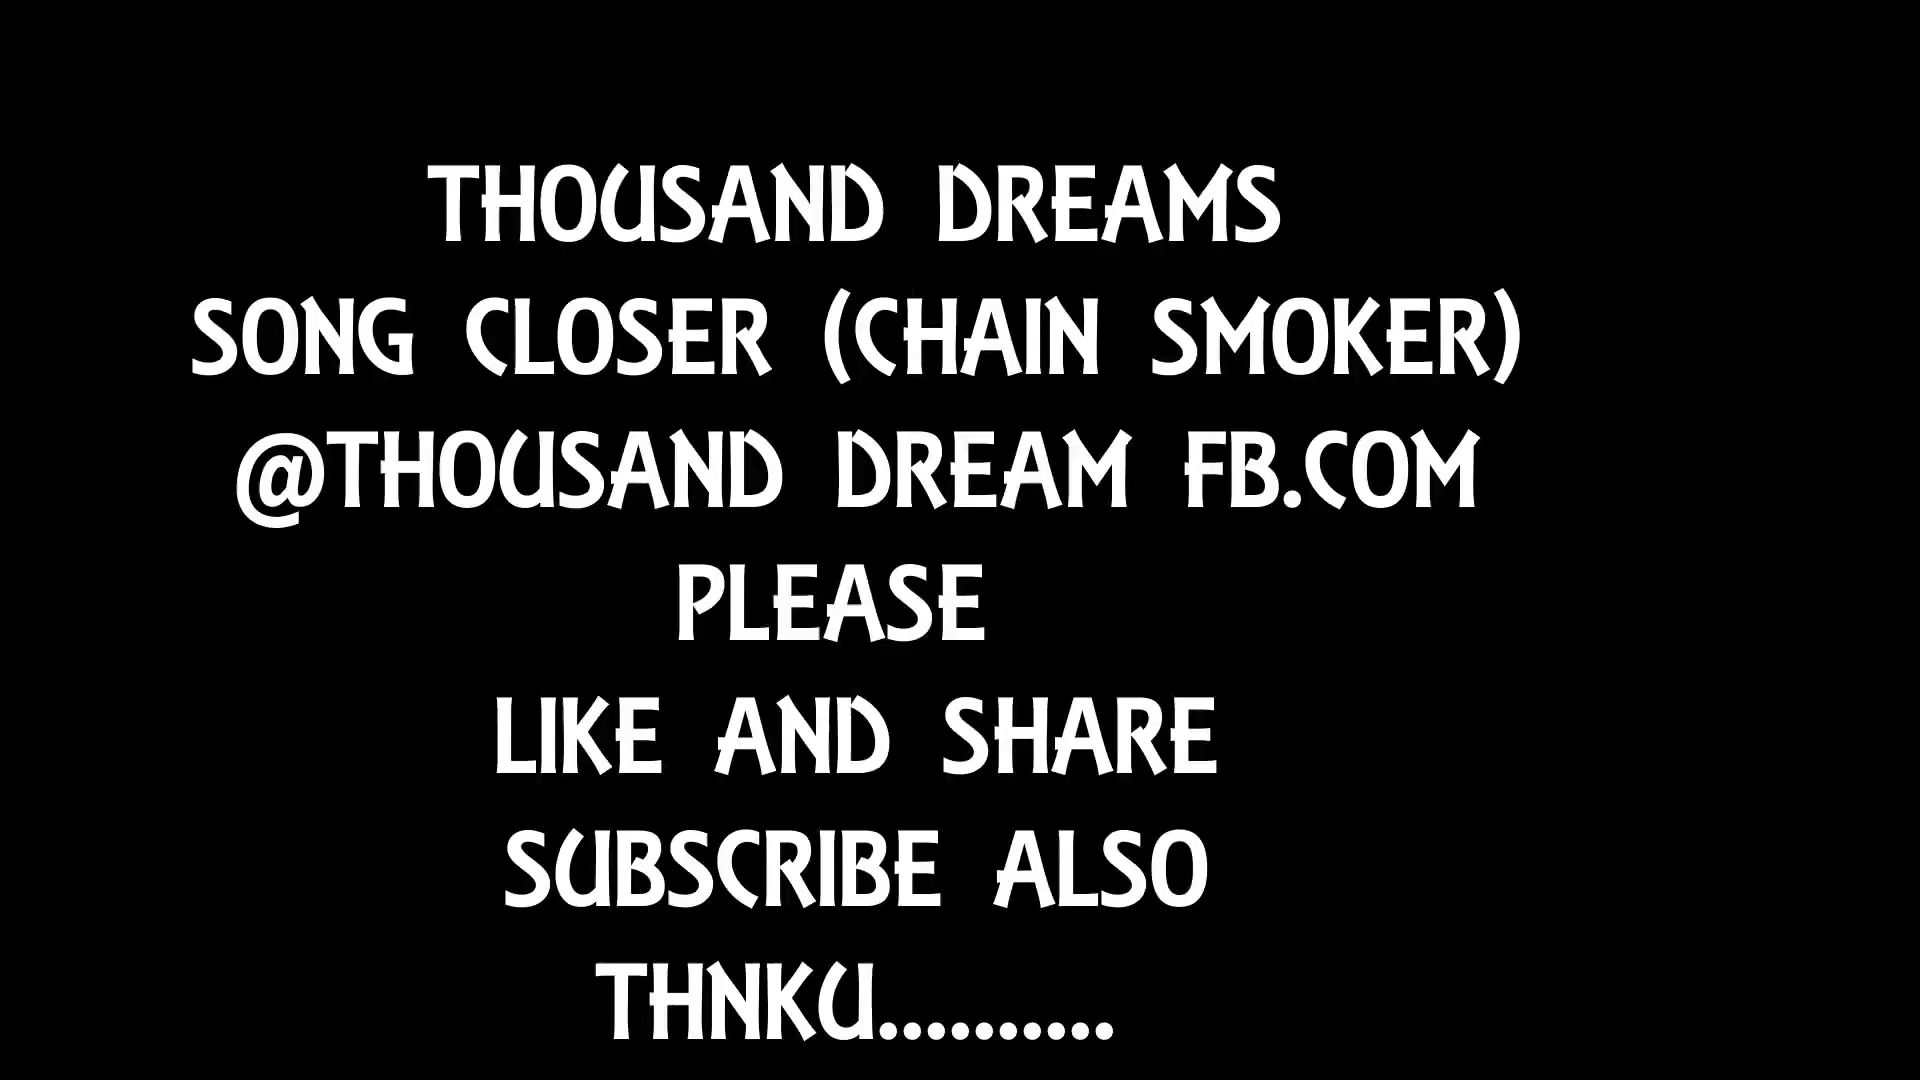 THOUSAND DREAMS
SONG CLOSER (CHAIN SMOKER)
@THOUSAND DREAM FB.COM
PLEASE
LIKE AND SHARE
SUBSCRIBE ALSO
THNKU..........